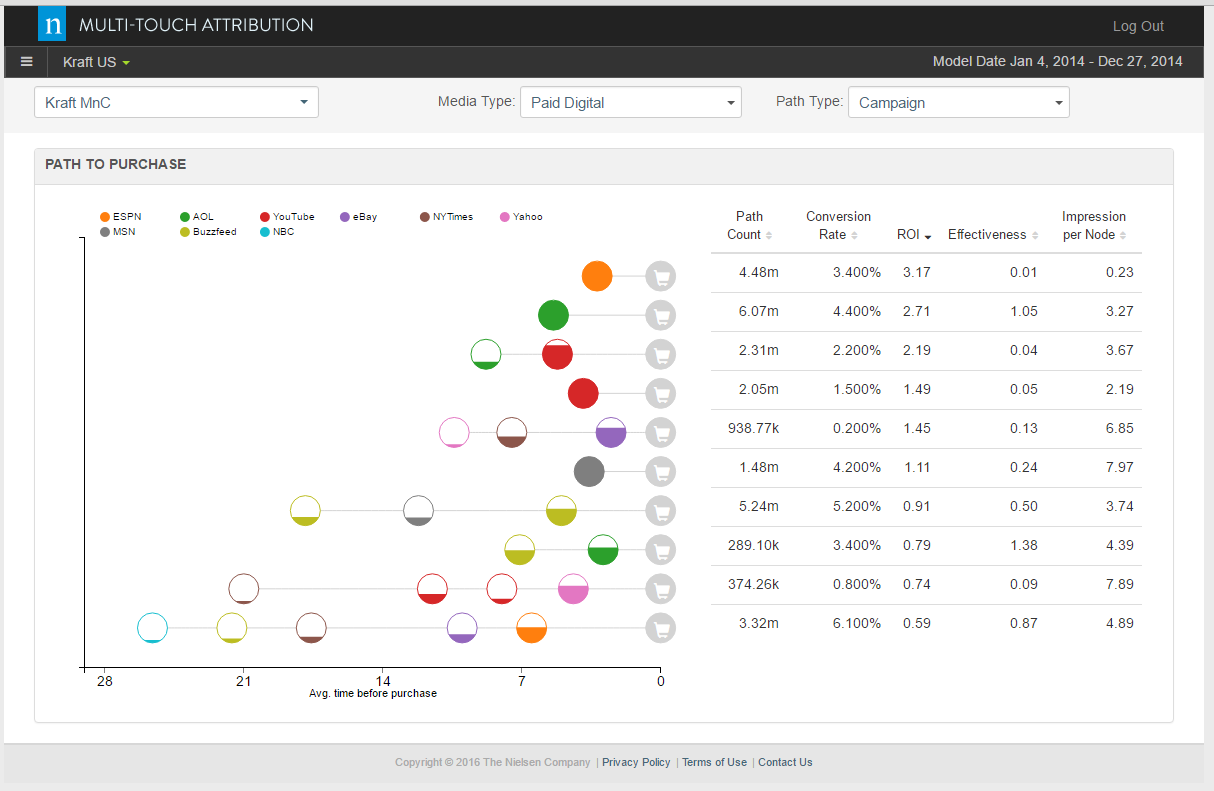 n MULTI-TOUCH ATTRIBUTION Log Out
Kraft US Model Date Jan 4, 2014 - Dec 27, 2014
Kraft MnC Media Type: Paid Digital Path Type: Campaign
PATH TO PURCHASE
ESPN AOL YouTube eBay NYTimes Yahoo
MSN Buzzfeed NBC
Path Count Conversion Rate ROI Effectiveness Impression per Node
4.48m 3.400% 3.17 0.01 0.23
6.07m 4.400% 2.71 1.05 3.27
2.31m 2.200% 2.19 0.04 3.67
2.05m 1.500% 1.49 0.05 2.19
938.77k 0.200% 1.45 0.13 6.85
1.48m 4.200% 1.11 0.24 7.97
5.24m 5.200% 0.91 0.50 3.74
289.10k 3.400% 0.79 1.38 4.39
374.26k 0.800% 0.74 0.09 7.89
3.32m 6.100% 0.59 0.87 4.89
28 21 14 7 0
Avg. time before purchase
Copyright © 2016 The Nielsen Company | Privacy Policy | Terms of Use | Contact Us